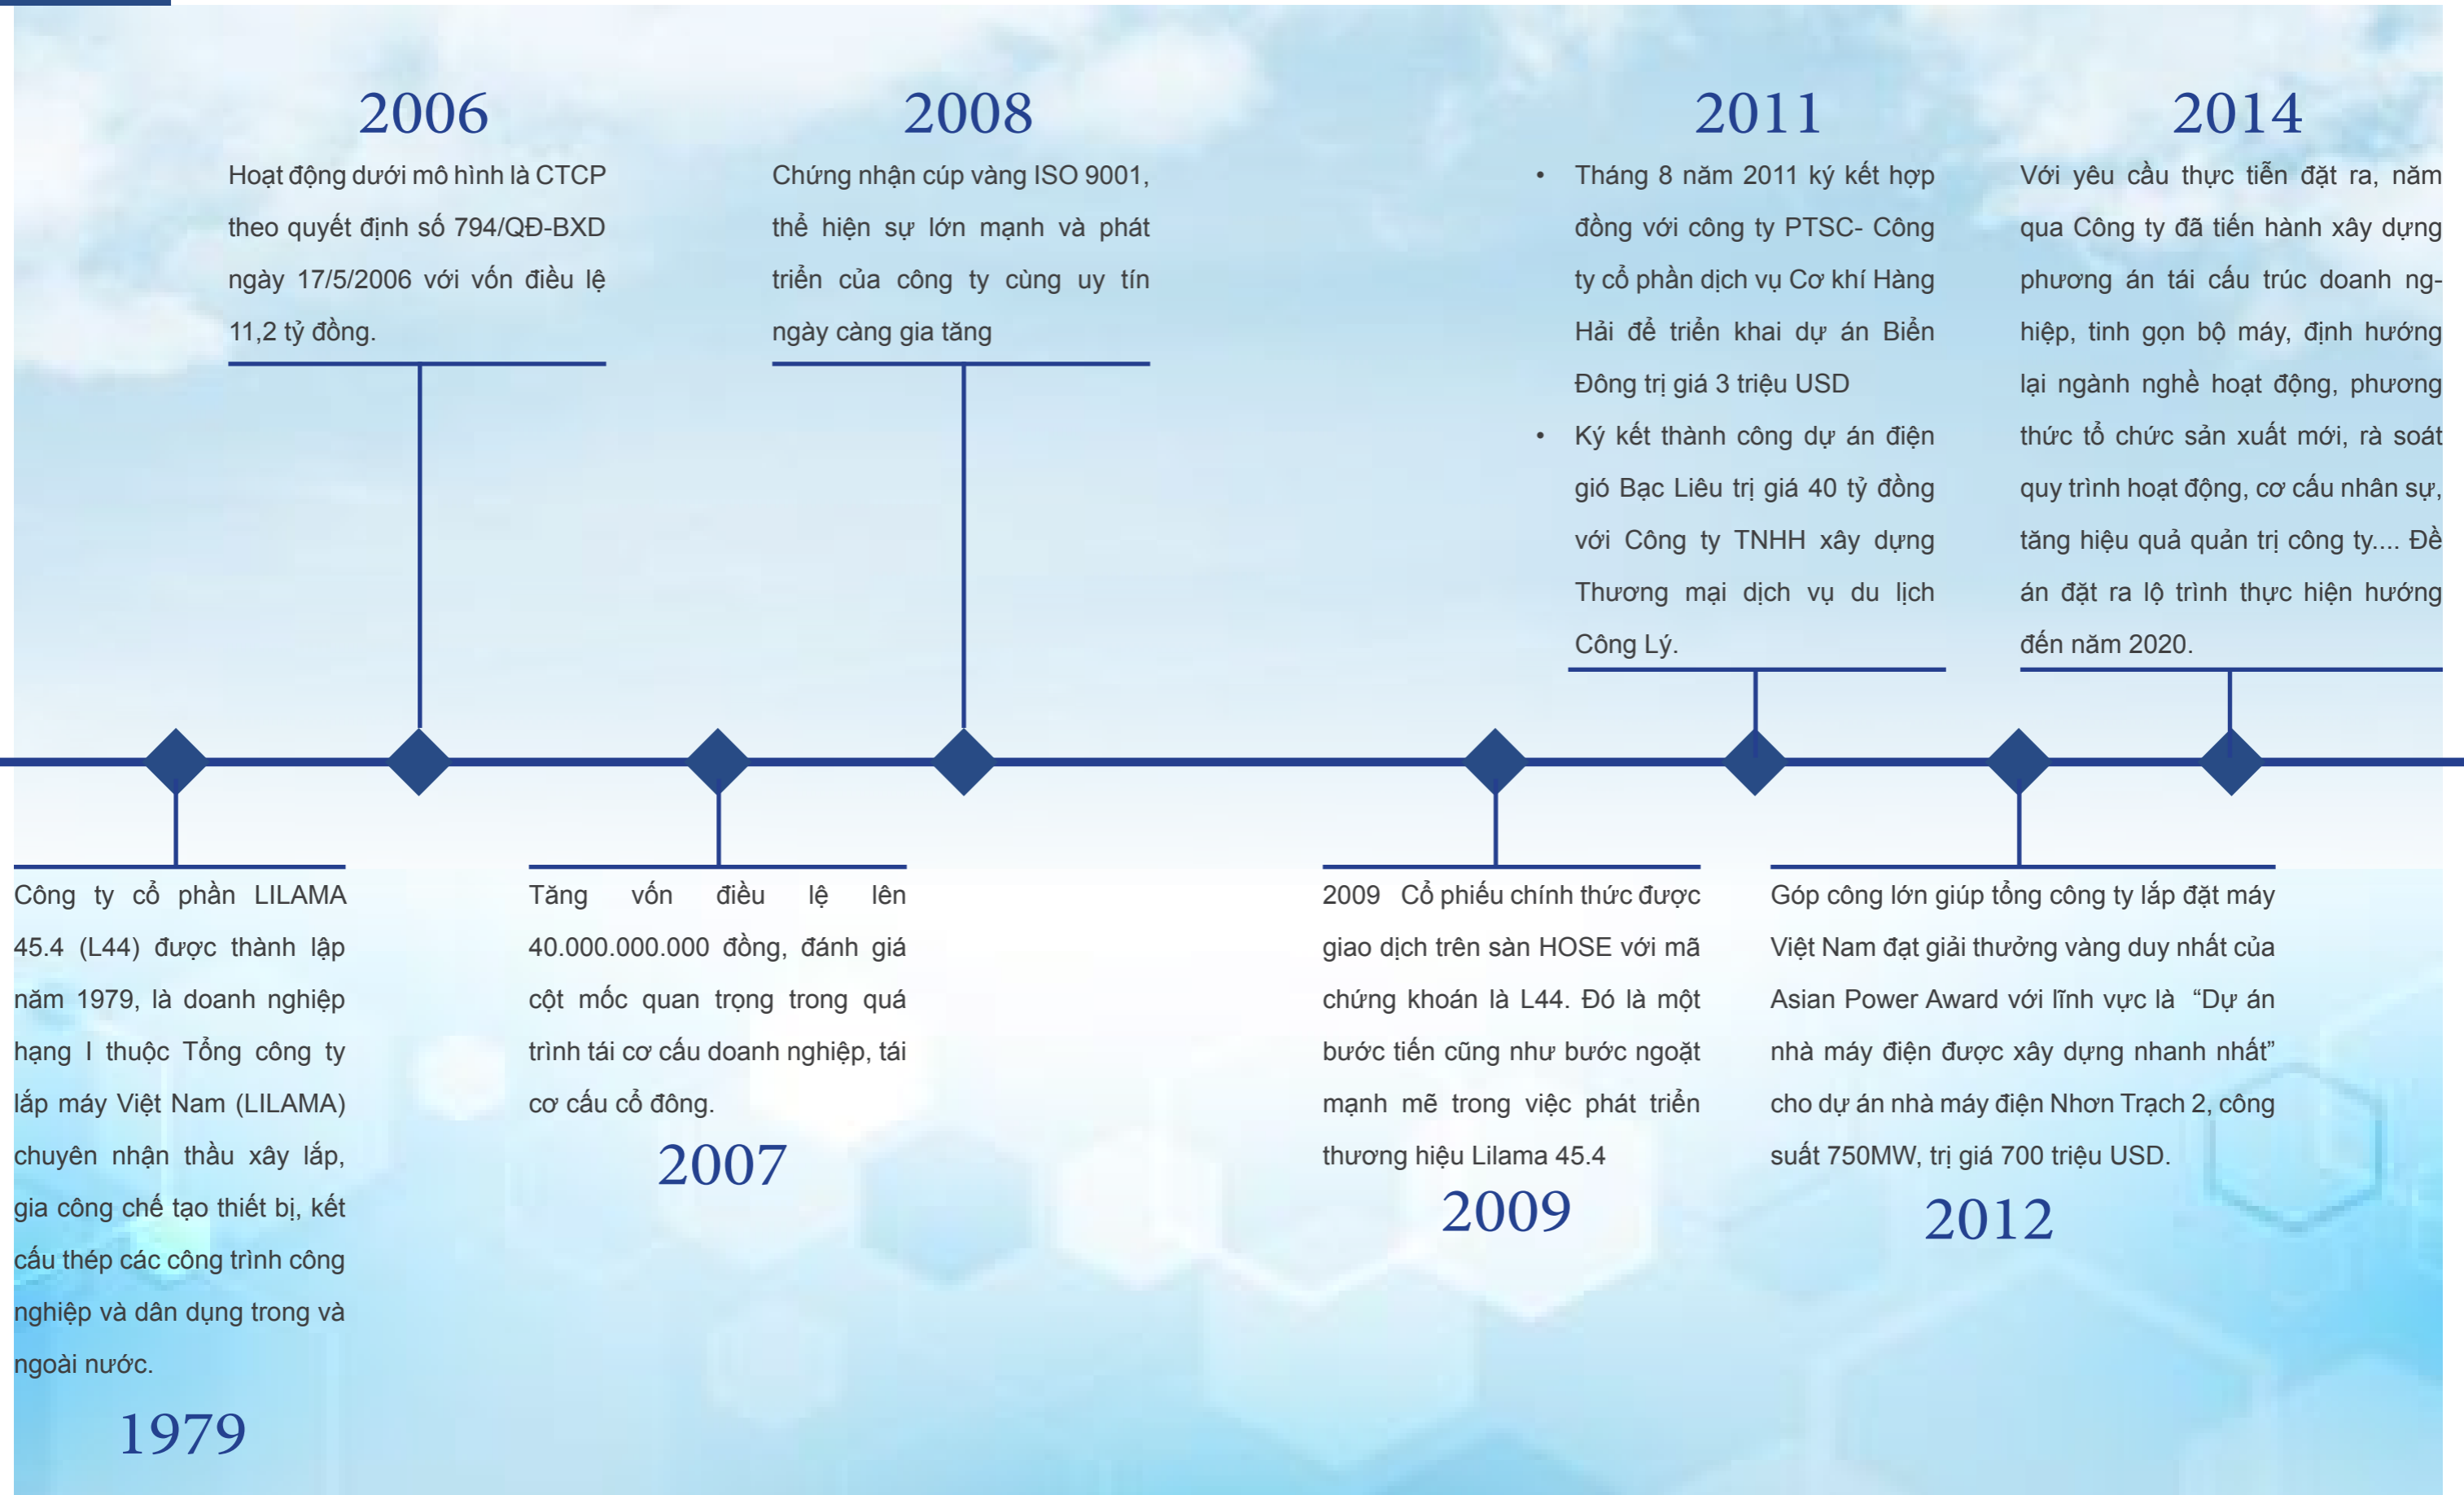 2006
Hoạt động dưới mô hình là CTCP
theo quyết định số 794/QĐ-BXD
ngày 17/5/2006 với vốn điều lệ
11,2 tỷ đồng.
2008
Chứng nhận cúp vàng ISO 9001,
thể hiện sự lớn mạnh và phát
triển của công ty cùng uy tín
ngày càng gia tăng
2011
• Tháng 8 năm 2011 ký kết hợp
đồng với công ty PTSC- Công
ty cổ phần dịch vụ Cơ khí Hàng
Hải để triển khai dự án Biển
Đông trị giá 3 triệu USD
• Ký kết thành công dự án điện
gió Bạc Liêu trị giá 40 tỷ đồng
với Công ty TNHH xây dựng
Thương mại dịch vụ du lịch
Công Lý.
2014
Với yêu cầu thực tiễn đặt ra, năm
qua Công ty đã tiến hành xây dựng
phương án tái cấu trúc doanh ng-
hiệp, tinh gọn bộ máy, định hướng
lại ngành nghề hoạt động, phương
thức tổ chức sản xuất mới, rà soát
quy trình hoạt động, cơ cấu nhân sự,
tăng hiệu quả quản trị công ty.... Đề
án đặt ra lộ trình thực hiện hướng
đến năm 2020.
Công ty cổ phần LILAMA
45.4 (L44) được thành lập
năm 1979, là doanh nghiệp
hạng I thuộc Tổng công ty
lắp máy Việt Nam (LILAMA)
chuyên nhận thầu xây lắp,
gia công chế tạo thiết bị, kết
cấu thép các công trình công
nghiệp và dân dụng trong và
ngoài nước.
1979
Tăng vốn điều lệ lên
40.000.000.000 đồng, đánh giá
cột mốc quan trọng trong quá
trình tái cơ cấu doanh nghiệp, tái
cơ cấu cổ đông.
2007
2009 Cổ phiếu chính thức được
giao dịch trên sàn HOSE với mã
chứng khoán là L44. Đó là một
bước tiến cũng như bước ngoặt
mạnh mẽ trong việc phát triển
thương hiệu Lilama 45.4
2009
Góp công lớn giúp tổng công ty lắp đặt máy
Việt Nam đạt giải thưởng vàng duy nhất của
Asian Power Award với lĩnh vực là “Dự án
nhà máy điện được xây dựng nhanh nhất”
cho dự án nhà máy điện Nhơn Trạch 2, công
suất 750MW, trị giá 700 triệu USD.
2012